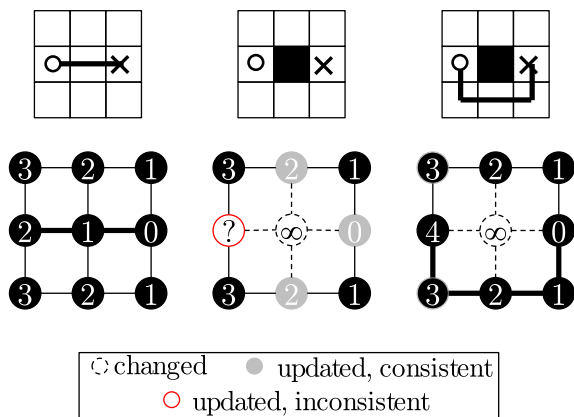 3 2 1 3 2 1 3 2 1
2 1 0 ? ∞ 0 4 ∞ 0
3 2 1 3 2 1 3 2 1
changed updated, consistent
updated, inconsistent